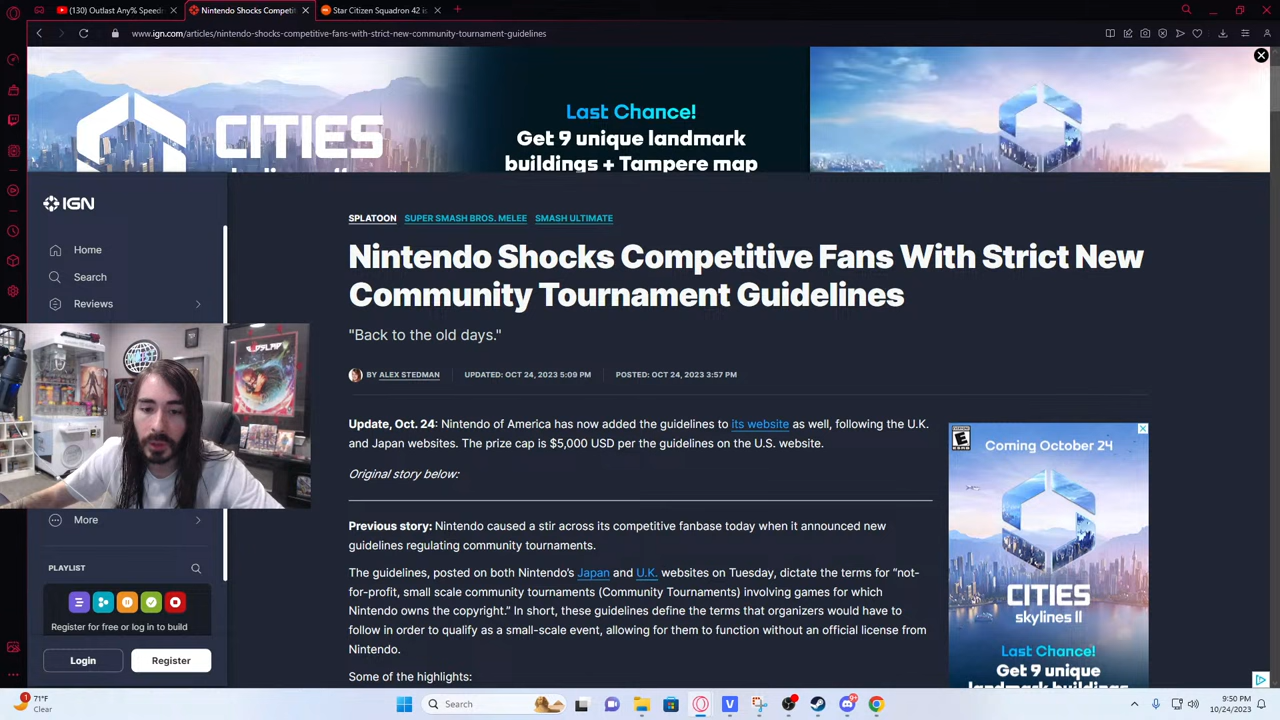 (130) Outlast Any% Speed
Nintendo Shocks Competiti
Star Citizen Squadron 42 is
www.ign.com/articles/nintendo-shocks-competitive-fans-with-strict-new-community-tournament-guidelines
CITIES
Last Chance!
Get 9 unique landmark
buildings + Tampere map
IGN
Home
Search
Reviews
More
PLAYLIST
Register for free or log in to build
Login
Register
SPLATOON SUPER SMASH BROS. MELEE SMASH ULTIMATE
Nintendo Shocks Competitive Fans With Strict New
Community Tournament Guidelines
"Back to the old days."
BY ALEX STEDMAN UPDATED: OCT 24, 2023 5:09 PM POSTED: OCT 24, 2023 3:57 PM
Update, Oct. 24: Nintendo of America has now added the guidelines to its website as well, following the U.K.
and Japan websites. The prize cap is $5,000 USD per the guidelines on the U.S. website.
Original story below:
Previous story: Nintendo caused a stir across its competitive fanbase today when it announced new
guidelines regulating community tournaments.
The guidelines, posted on both Nintendo's Japan and U.K. websites on Tuesday, dictate the terms for "not-
for-profit, small scale community tournaments (Community Tournaments) involving games for which
Nintendo owns the copyright." In short, these guidelines define the terms that organizers would have to
follow in order to qualify as a small-scale event, allowing for them to function without an official license from
Nintendo.
Some of the highlights:
E
Coming October 24
CITIES
skylines II
Last Chance!
Get 9 unique
landmark
1
71°F
Clear
Search
9+
9:50 PM
10/24/2023